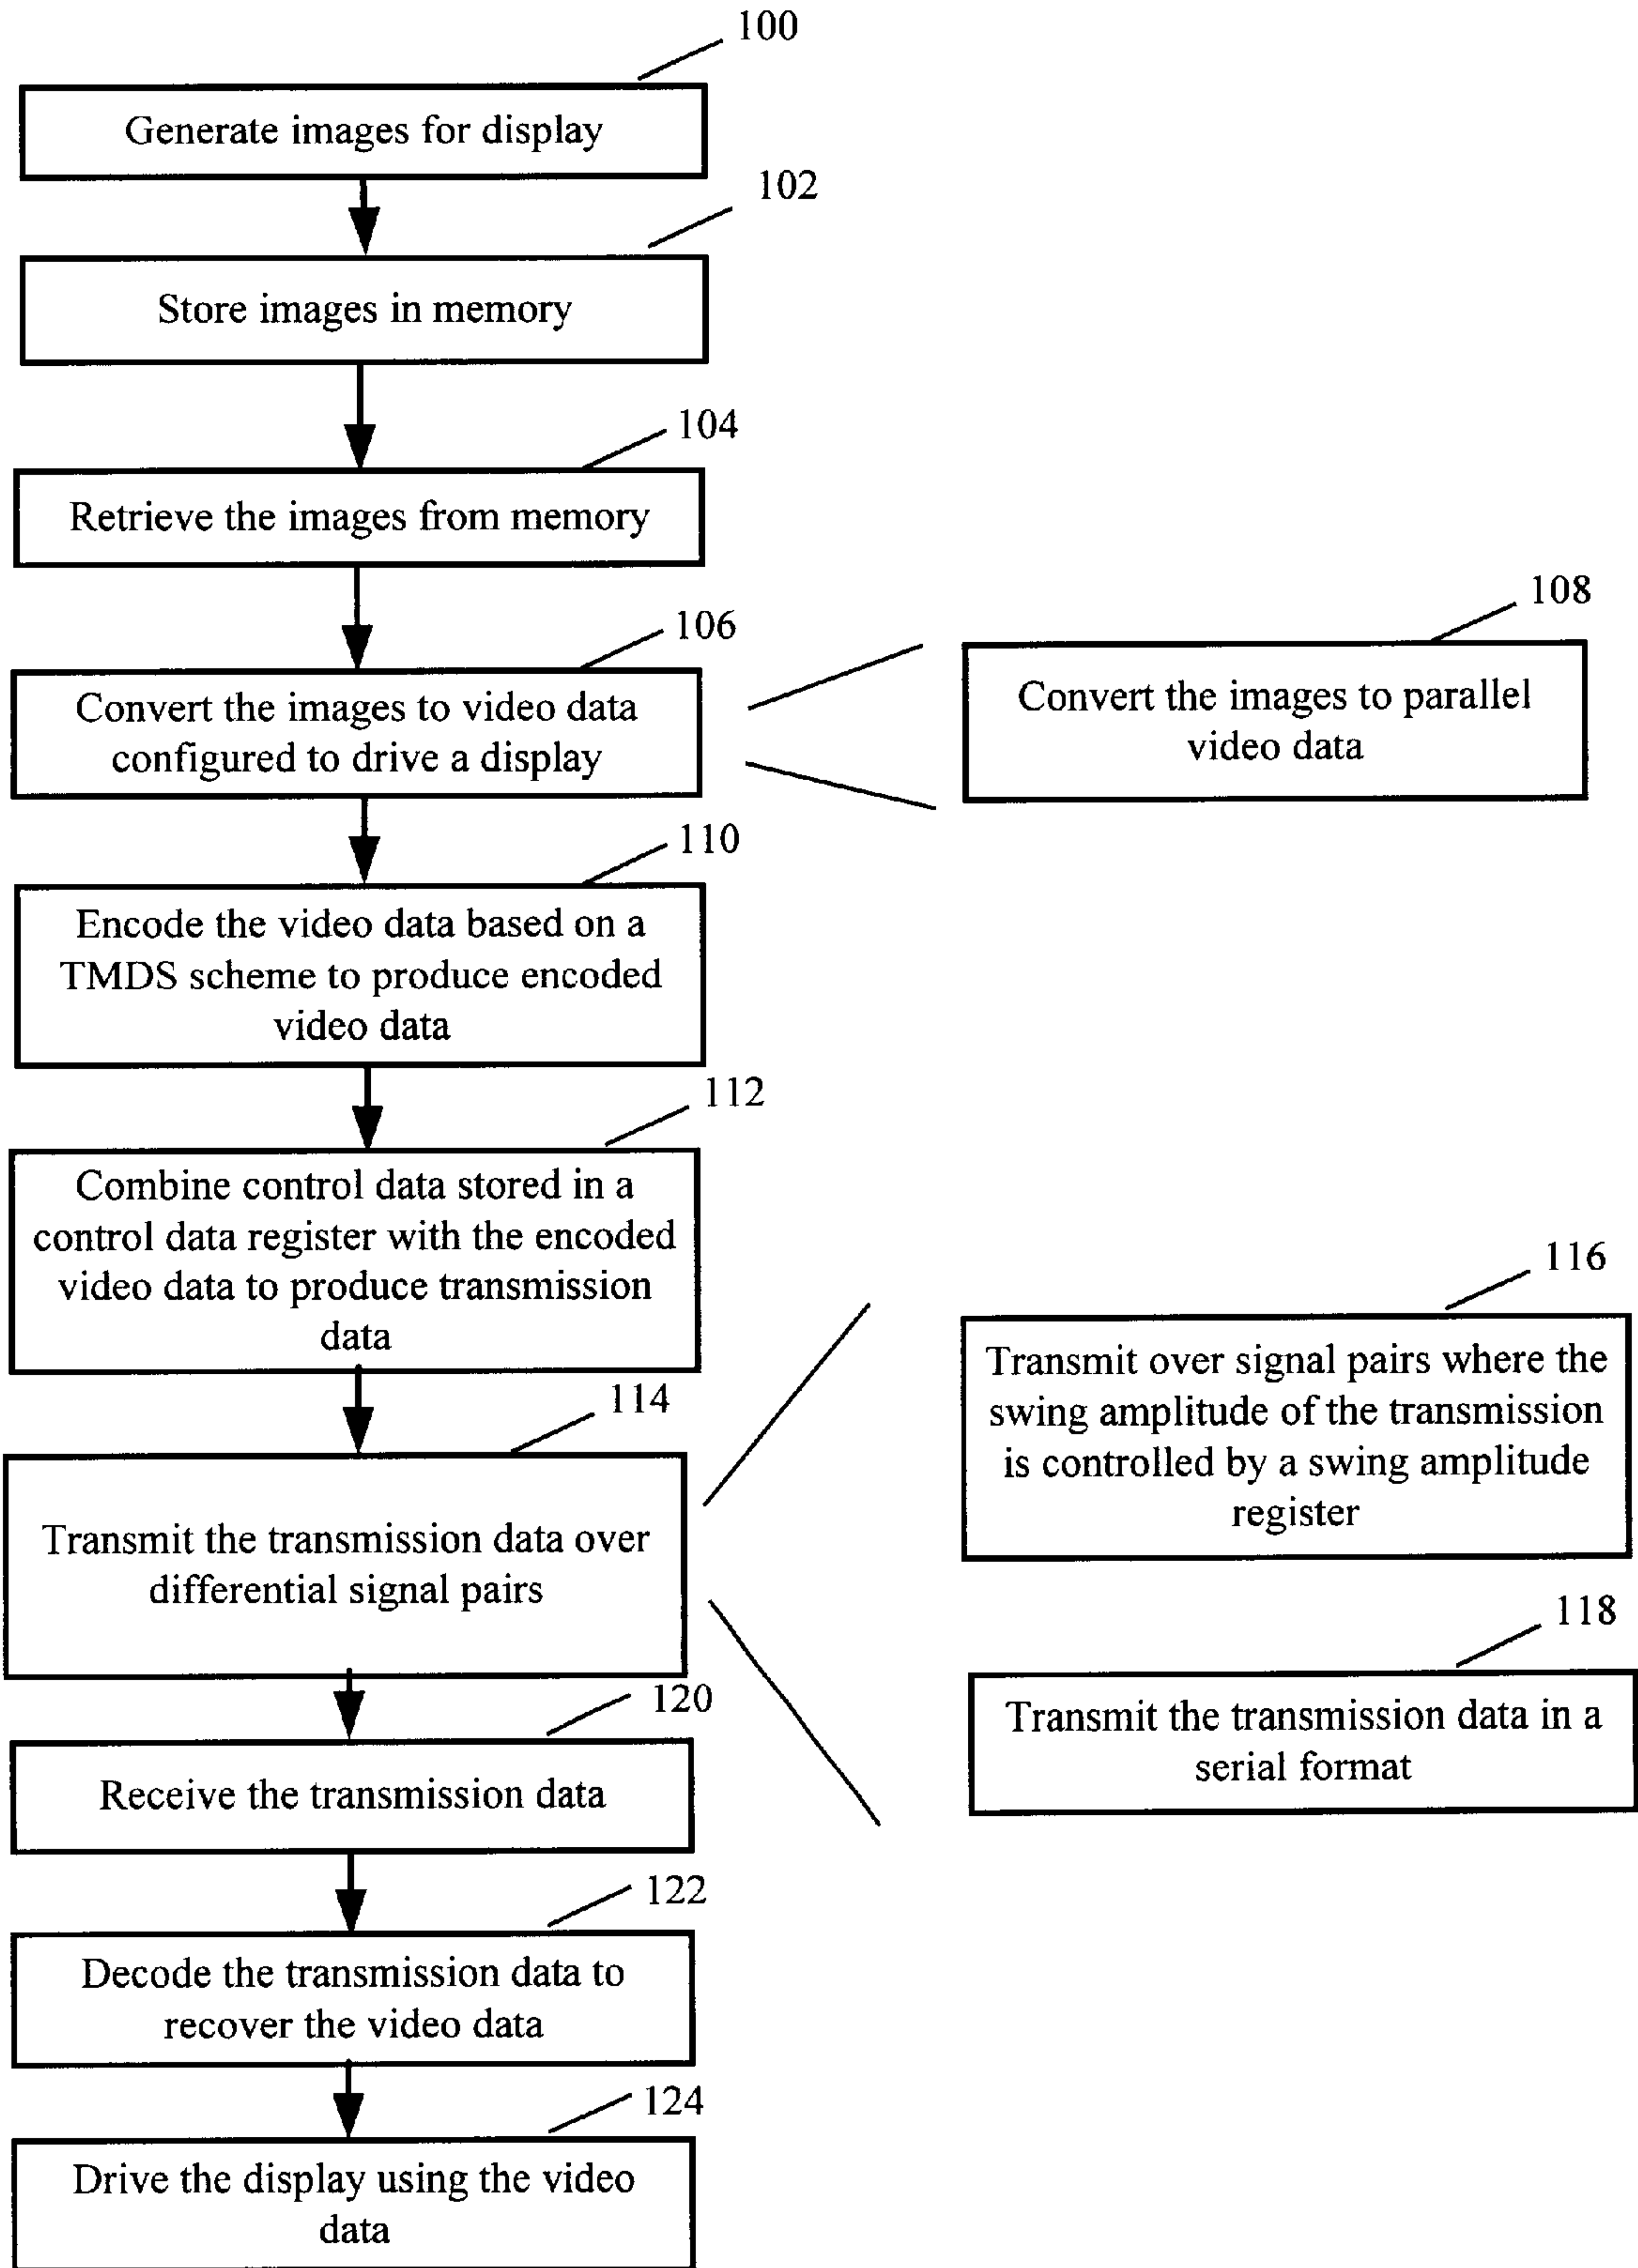 100
Generate images for display
102
Store images in memory
104
Retrieve the images from memory
106
Convert the images to video data
configured to drive a display
108
Convert the images to parallel
video data
110
Encode the video data based on a
TMDS scheme to produce encoded
video data
112
Combine control data stored in a
control data register with the encoded
video data to produce transmission
data
114
Transmit the transmission data over
differential signal pairs
116
Transmit over signal pairs where the
swing amplitude of the transmission
is controlled by a swing amplitude
register
118
Transmit the transmission data in a
serial format
120
Receive the transmission data
122
Decode the transmission data to
recover the video data
124
Drive the display using the video
data